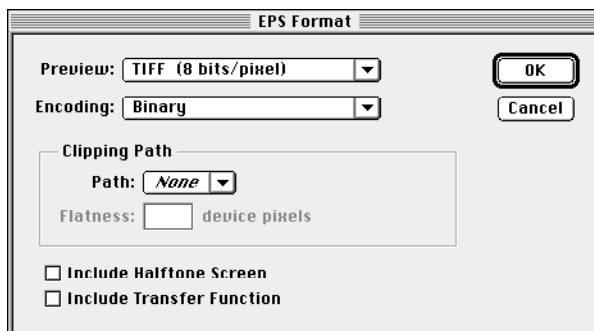 EPS Format
Preview: TIFF (8 bits/pixel)
OK
Encoding: Binary
Cancel
Clipping Path
Path: None
Flatness: device pixels
Include Halftone Screen
Include Transfer Function